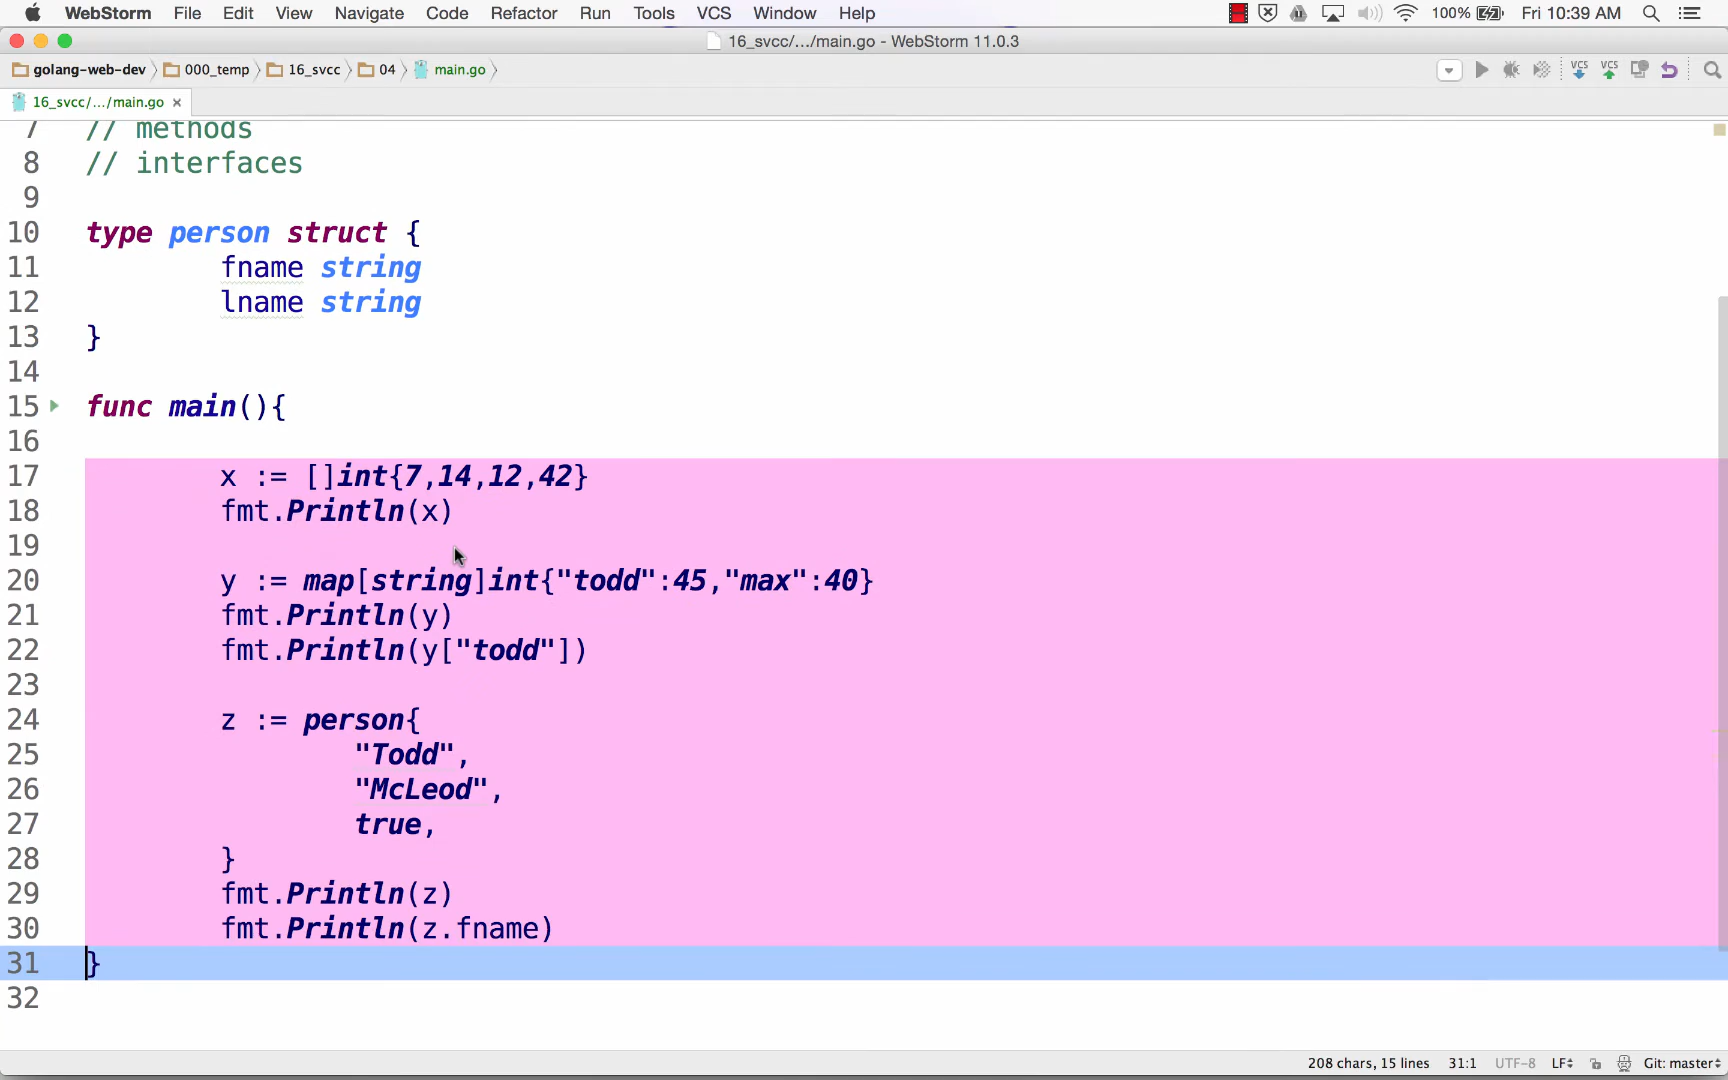 WebStorm File Edit View Navigate Code Refactor Run Tools VCS Window Help 100% Fri 10:39 AM
16_svcc/.../main.go - WebStorm 11.0.3
golang-web-dev 000_temp 16_svcc 04 main.go VCS VCS
16_svcc/.../main.go ×
7 // methods
8 // interfaces
9
10 type person struct {
11 fname string
12 lname string
13 }
14
15 func main(){
16
17 x := []int{7,14,12,42}
18 fmt.Println(x)
19
20 y := map[string]int{"todd":45,"max":40}
21 fmt.Println(y)
22 fmt.Println(y["todd"])
23
24 z := person{
25 "Todd",
26 "McLeod",
27 true,
28 }
29 fmt.Println(z)
30 fmt.Println(z.fname)
31 }
32
208 chars, 15 lines 31:1 UTF-8 LF Git: master